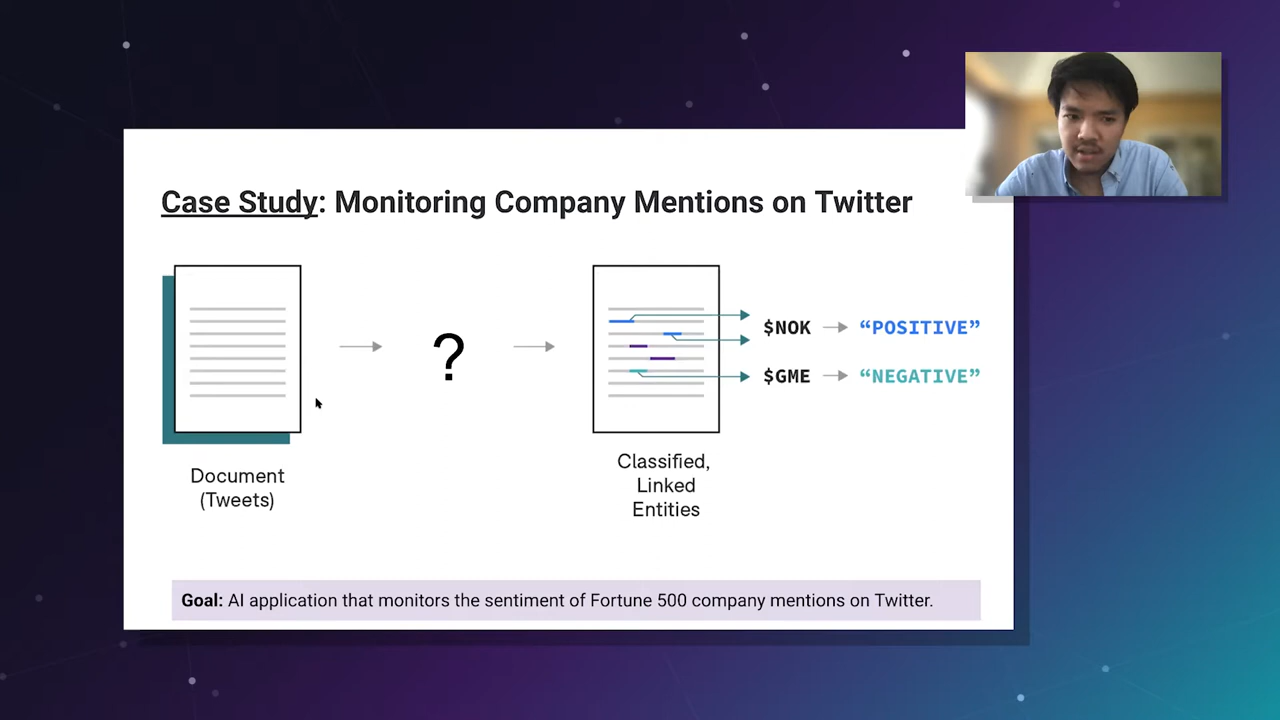 Case Study: Monitoring Company Mentions on Twitter
?
$NOK
“POSITIVE”
$GME
“NEGATIVE”
Document
(Tweets)
Classified,
Linked
Entities
Goal: AI application that monitors the sentiment of Fortune 500 company mentions on Twitter.